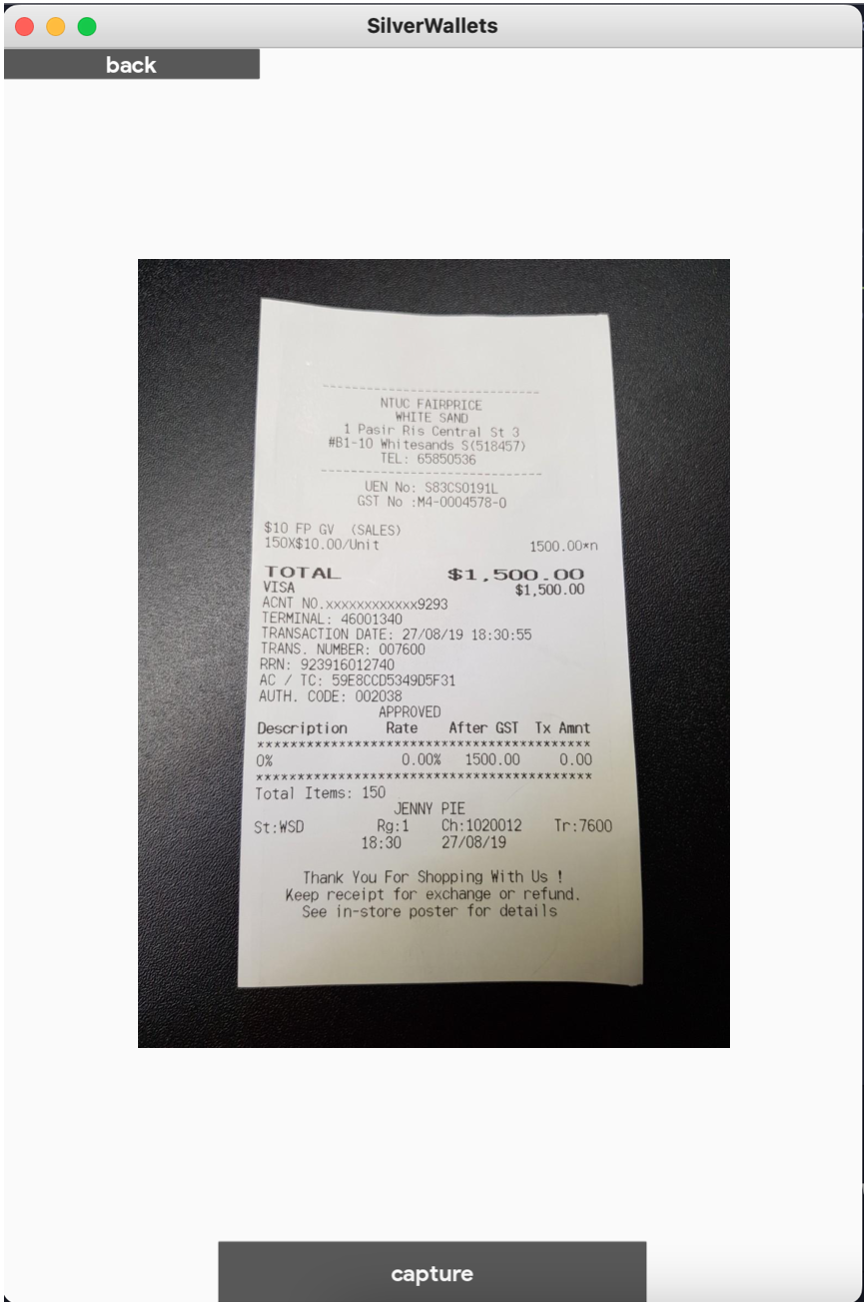 SilverWallets
back
NTUC FAIRPRICE
WHITE SAND
1 Pasir Ris Central St 3
#B1-10 Whitesands S(518457)
TEL: 65850536
UEN No: S83CS0191L
GST No :M4-0004578-0
$10 FP GV (SALES)
150X$10.00/Unit 1500.00*n
TOTAL $1,500.00
VISA $1,500.00
ACNT NO.xxxxxxxxxxxx9293
TERMINAL: 46001340
TRANSACTION DATE: 27/08/19 18:30:55
TRANS. NUMBER: 007600
RRN: 923916012740
AC / TC: 59E8CCD5349D5F31
AUTH. CODE: 002038
APPROVED
Description Rate After GST Tx Amnt
******************************************
0% 0.00% 1500.00 0.00
******************************************
Total Items: 150
JENNY PIE
St:WSD Rg:1 Ch:1020012 Tr:7600
18:30 27/08/19
Thank You For Shopping With Us !
Keep receipt for exchange or refund.
See in-store poster for details
capture